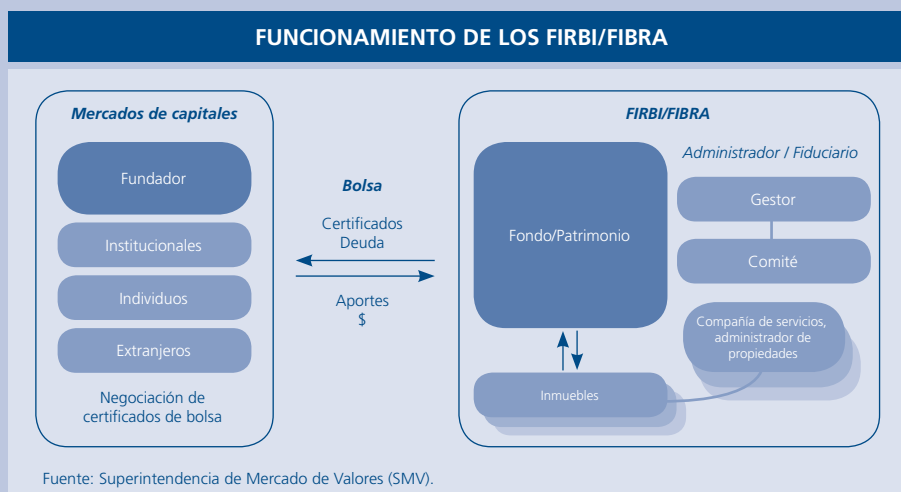 FUNCIONAMIENTO DE LOS FIRBI/FIBRA
Mercados de capitales
Fundador
Institucionales
Individuos
Extranjeros
Negociación de
certificados de bolsa
Bolsa
Certificados
Deuda
Aportes
$
FIRBI/FIBRA
Fondo/Patrimonio
Administrador / Fiduciario
Gestor
Comité
Compañía de servicios,
administrador de
propiedades
Inmuebles
Fuente: Superintendencia de Mercado de Valores (SMV).